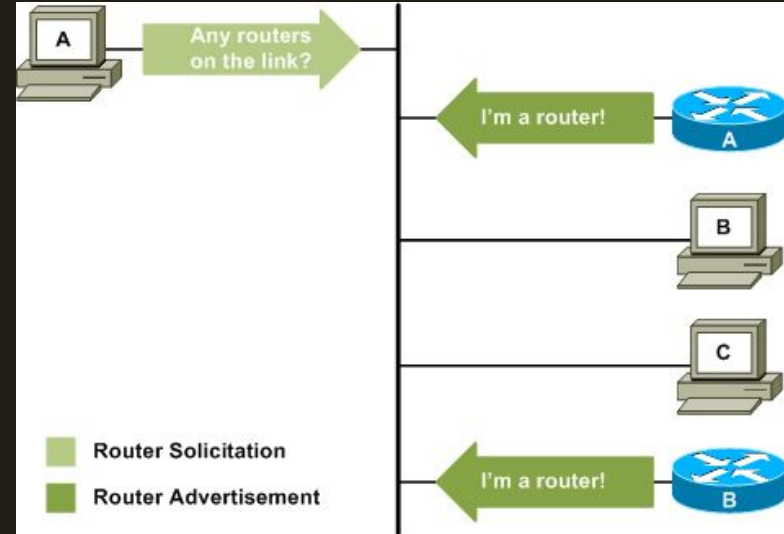 A
Any routers
on the link?
I'm a router!
A
B
C
Router Solicitation
Router Advertisement
I'm a router!
B